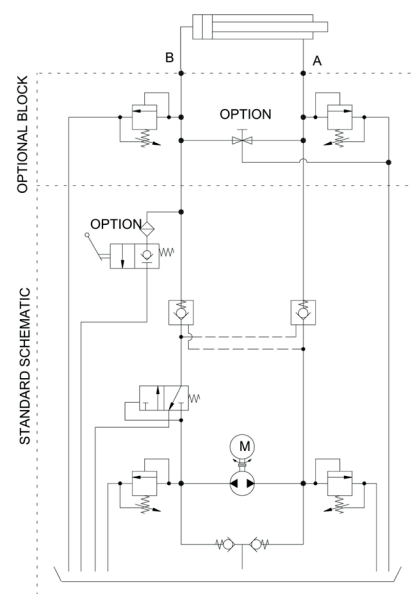 B
A
OPTION
OPTIONAL BLOCK
OPTION
STANDARD SCHEMATIC
M